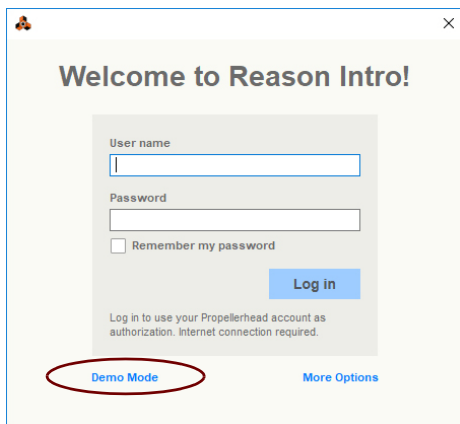 Welcome to Reason Intro!
User name
Password
Remember my password
Log in
Log in to use your Propellerhead account as
authorization. Internet connection required.
Demo Mode
More Options